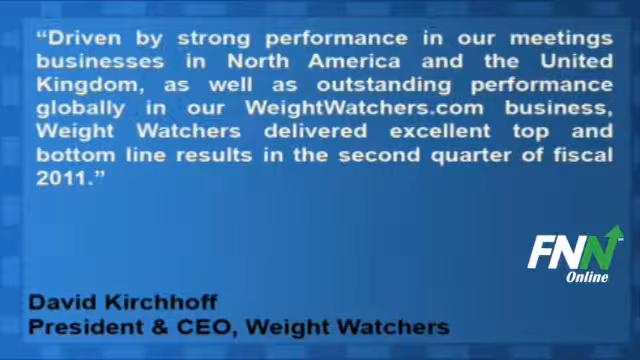 “Driven by strong performance in our meetings
businesses in North America and the United
Kingdom, as well as outstanding performance
globally in our WeightWatchers.com business,
Weight Watchers delivered excellent top and
bottom line results in the second quarter of fiscal
2011.”
FNN
Online
David Kirchhoff
President & CEO, Weight Watchers